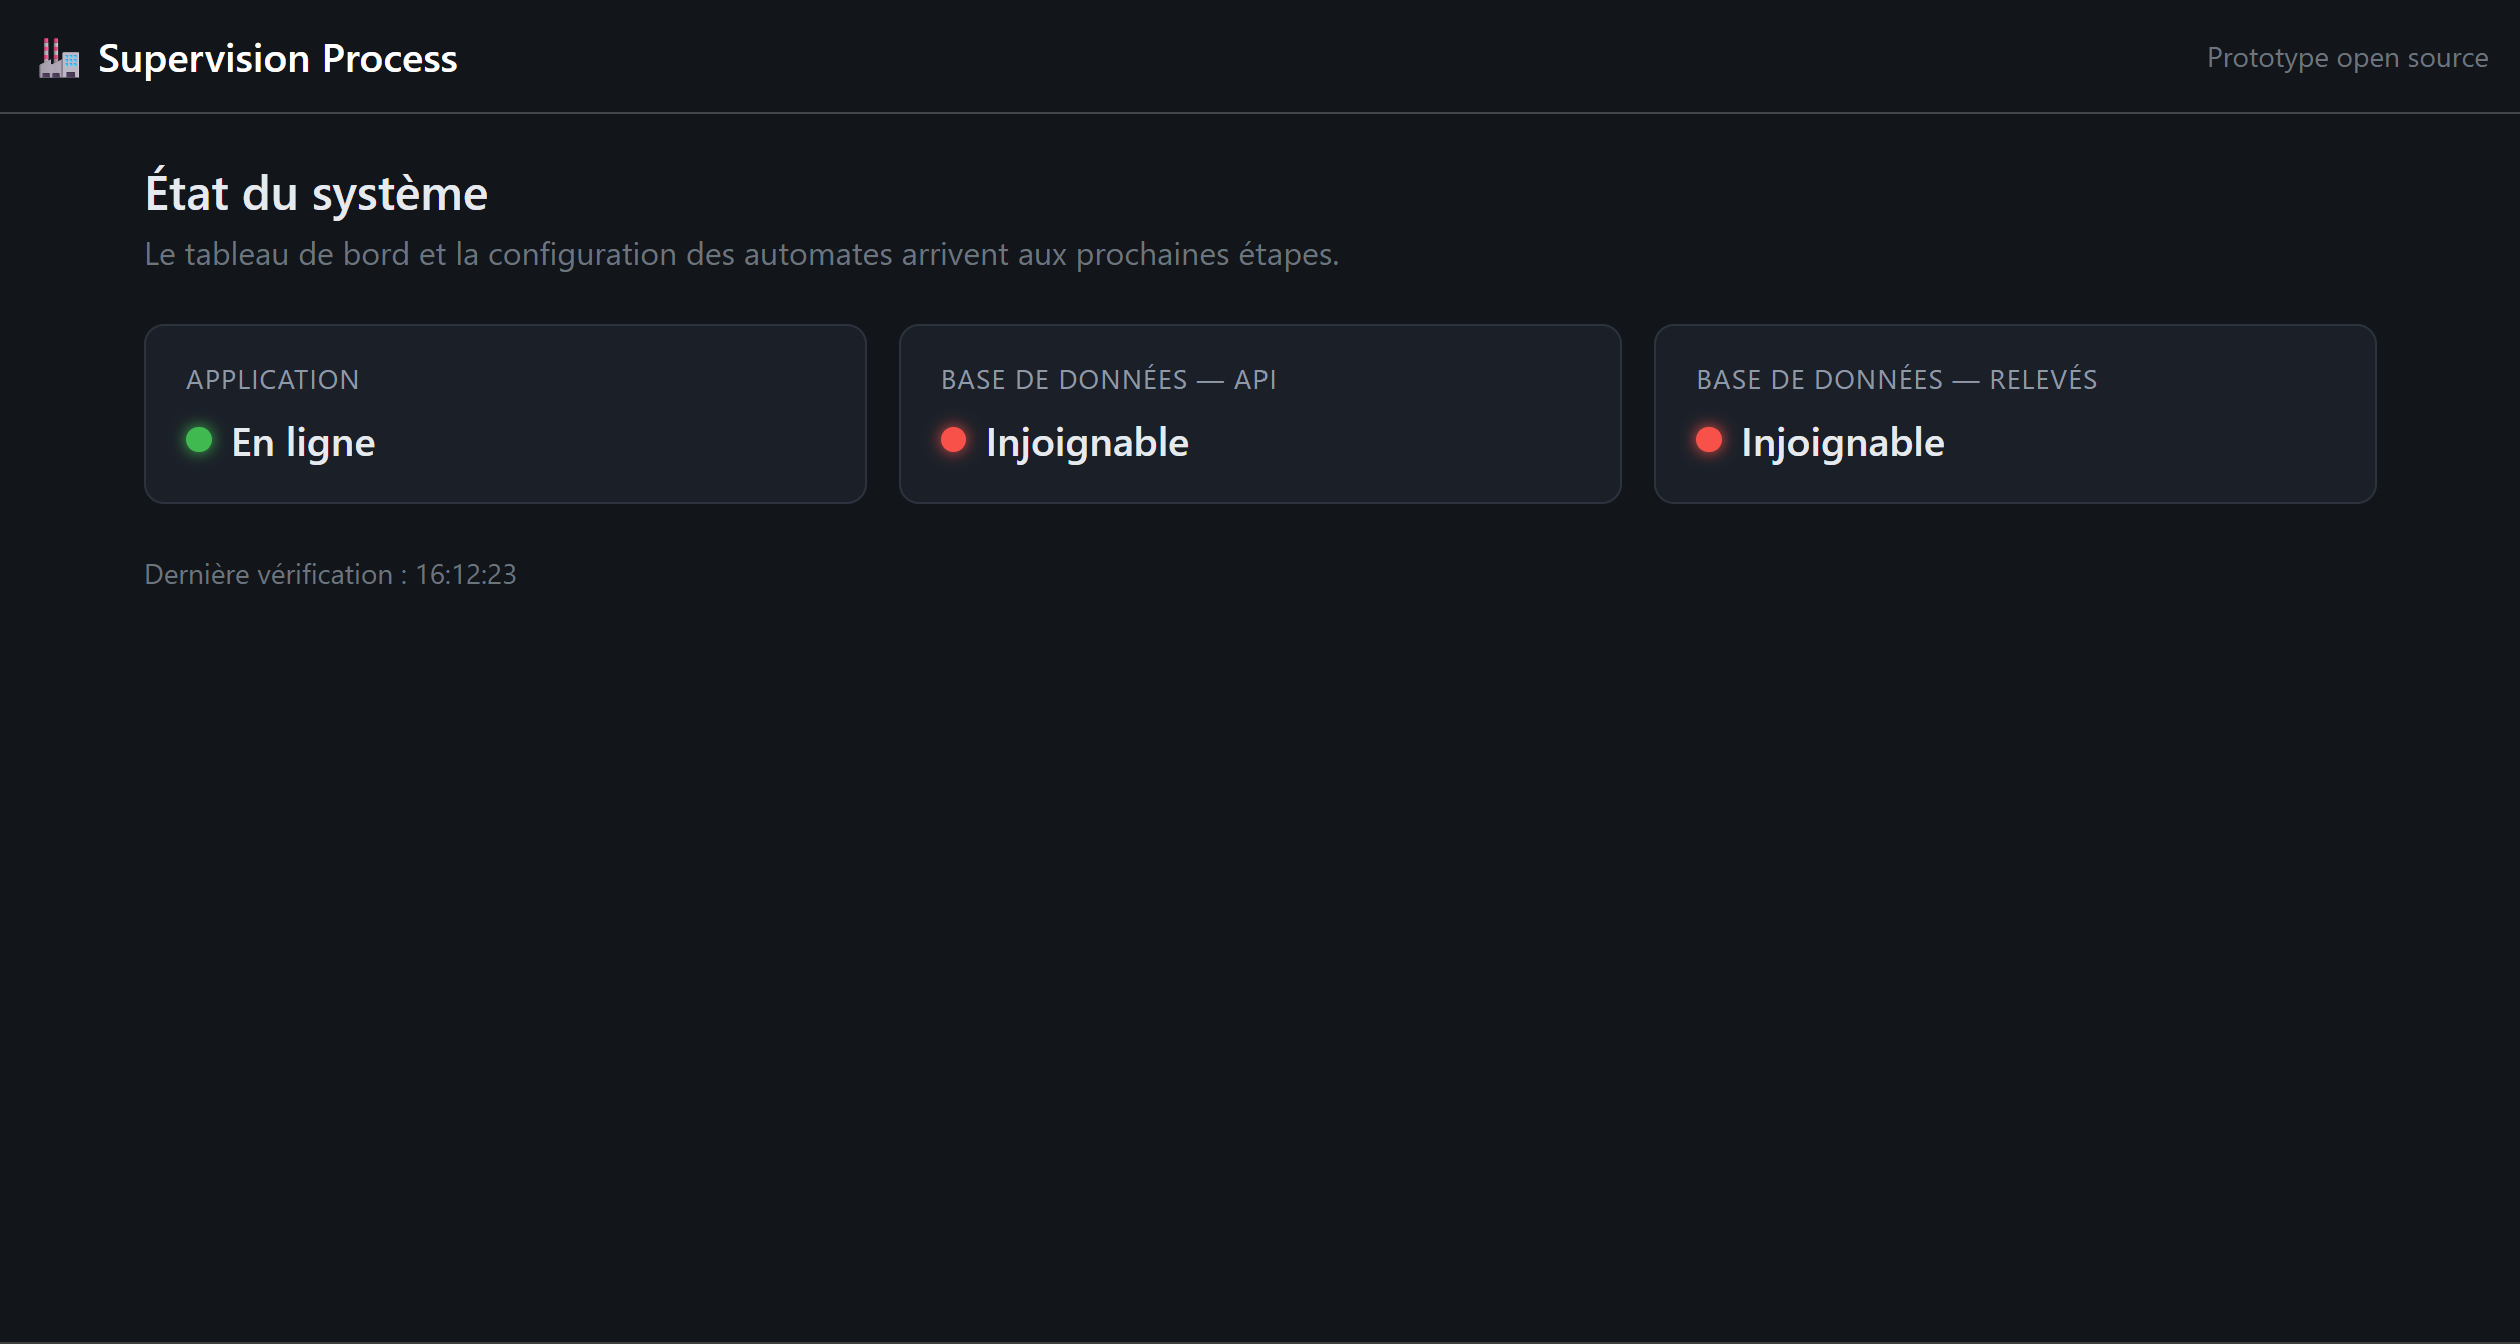 Supervision Process
Prototype open source
État du système
Le tableau de bord et la configuration des automates arrivent aux prochaines étapes.
APPLICATION
En ligne
BASE DE DONNÉES — API
Injoignable
BASE DE DONNÉES — RELEVÉS
Injoignable
Dernière vérification : 16:12:23